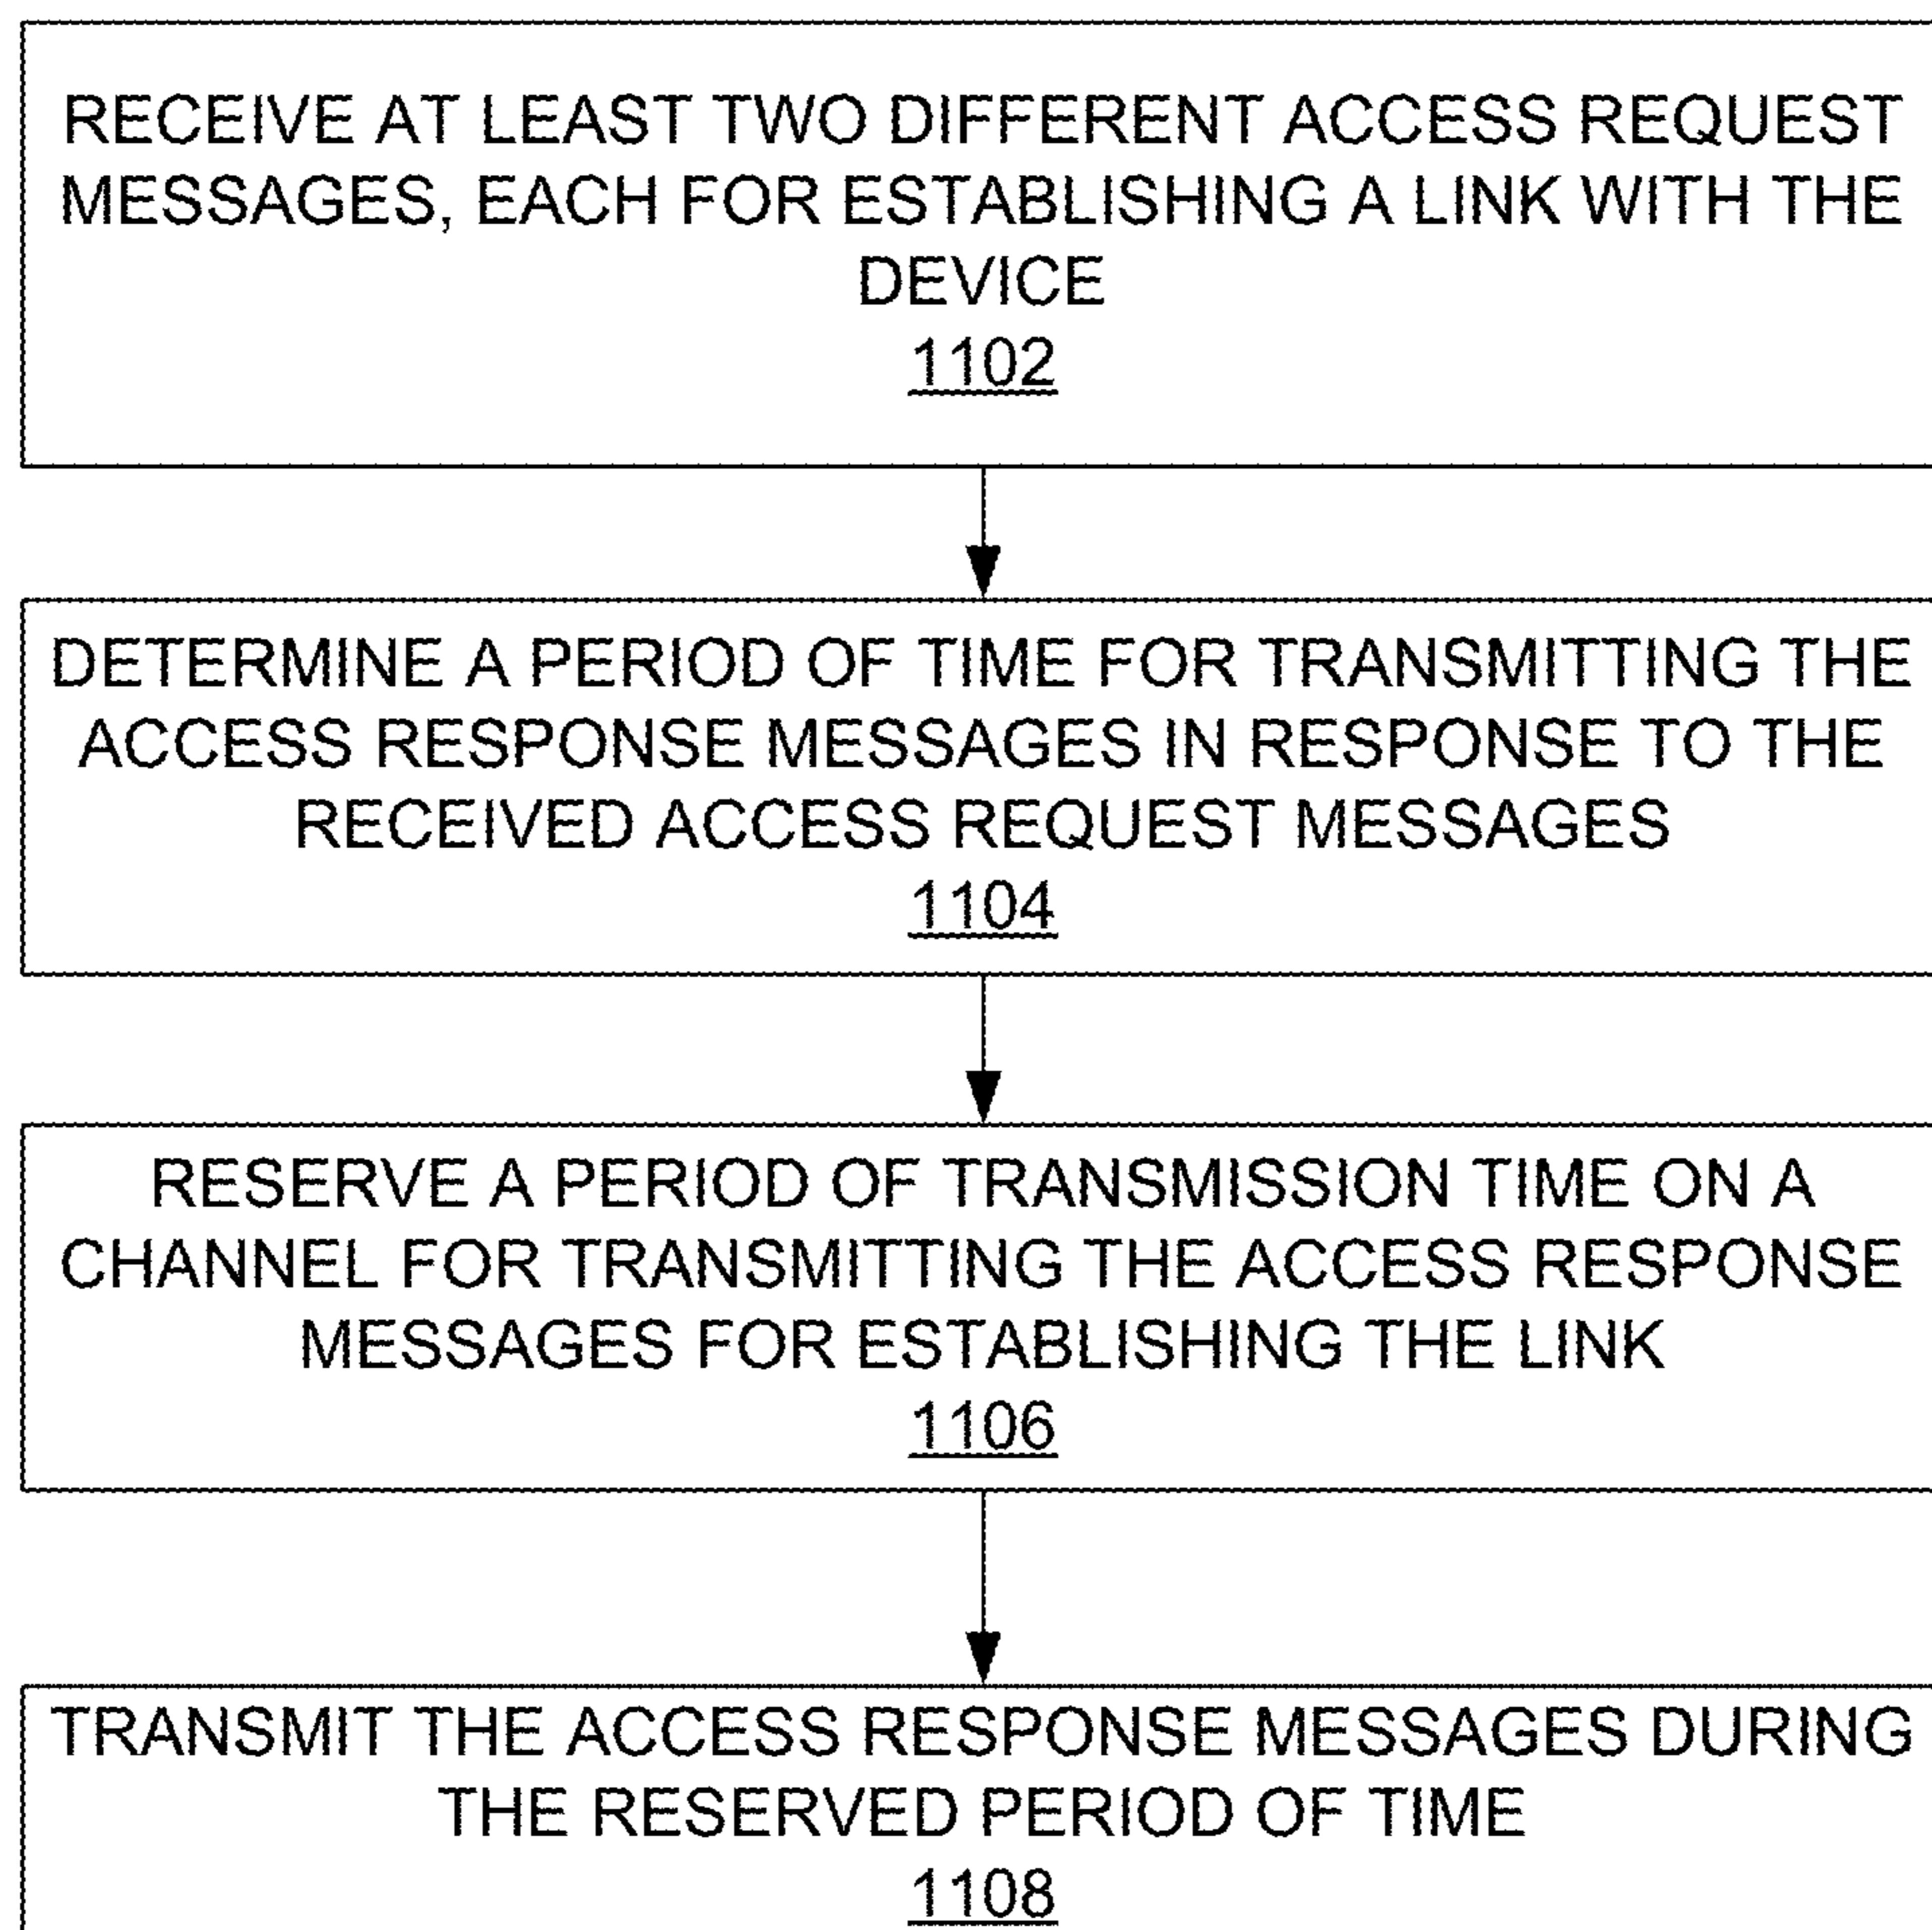 RECEIVE AT LEAST TWO DIFFERENT ACCESS REQUEST
MESSAGES, EACH FOR ESTABLISHING A LINK WITH THE
DEVICE
1102
DETERMINE A PERIOD OF TIME FOR TRANSMITTING THE
ACCESS RESPONSE MESSAGES IN RESPONSE TO THE
RECEIVED ACCESS REQUEST MESSAGES
1104
RESERVE A PERIOD OF TRANSMISSION TIME ON A
CHANNEL FOR TRANSMITTING THE ACCESS RESPONSE
MESSAGES FOR ESTABLISHING THE LINK
1106
TRANSMIT THE ACCESS RESPONSE MESSAGES DURING
THE RESERVED PERIOD OF TIME
1108